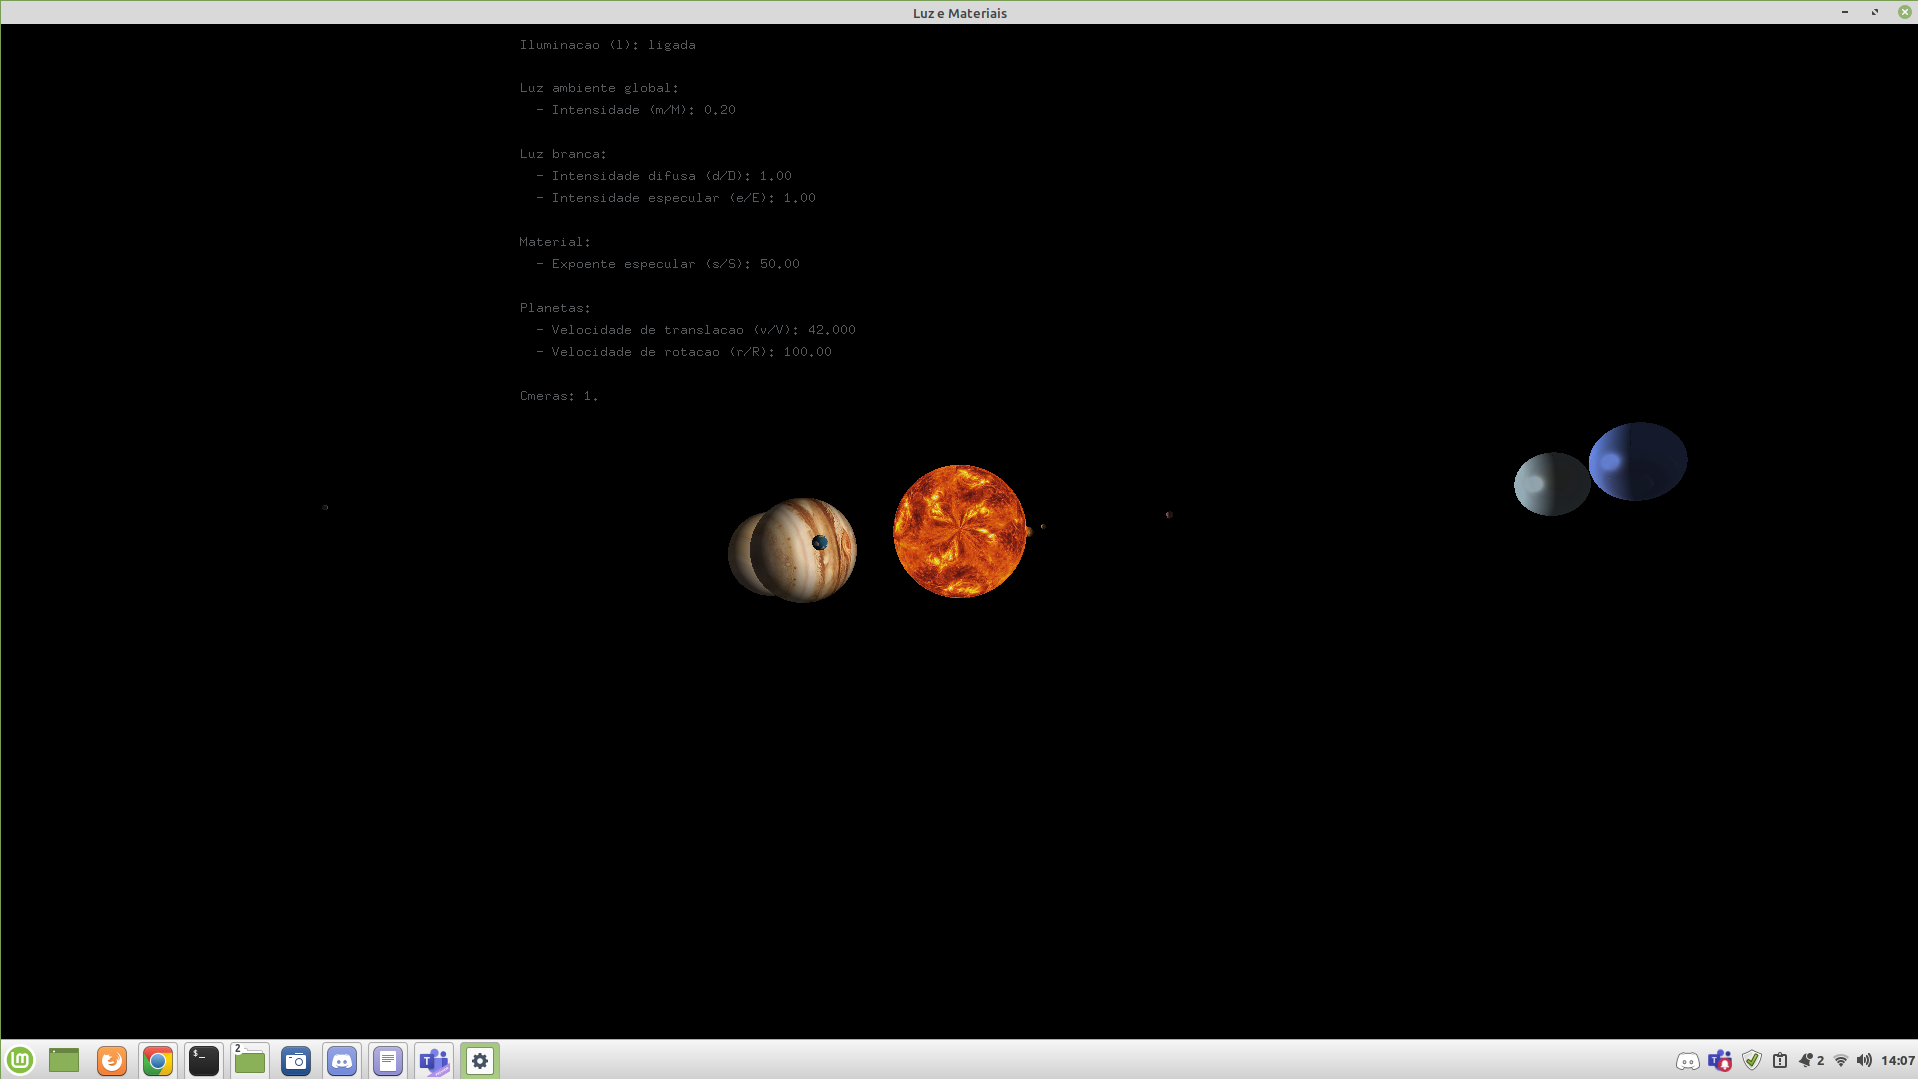 Luz e Materiais
Iluminacao (l): ligada
Luz ambiente global:
- Intensidade (m/M): 0.20
Luz branca:
- Intensidade difusa (d/D): 1.00
- Intensidade especular (e/E): 1.00
Material:
- Expoente especular (s/S): 50.00
Planetas:
- Velocidade de translacao (v/V): 42.000
- Velocidade de rotacao (r/R): 100.00
Cmeras: 1.
lm
$_
2
T
T
2
14:07